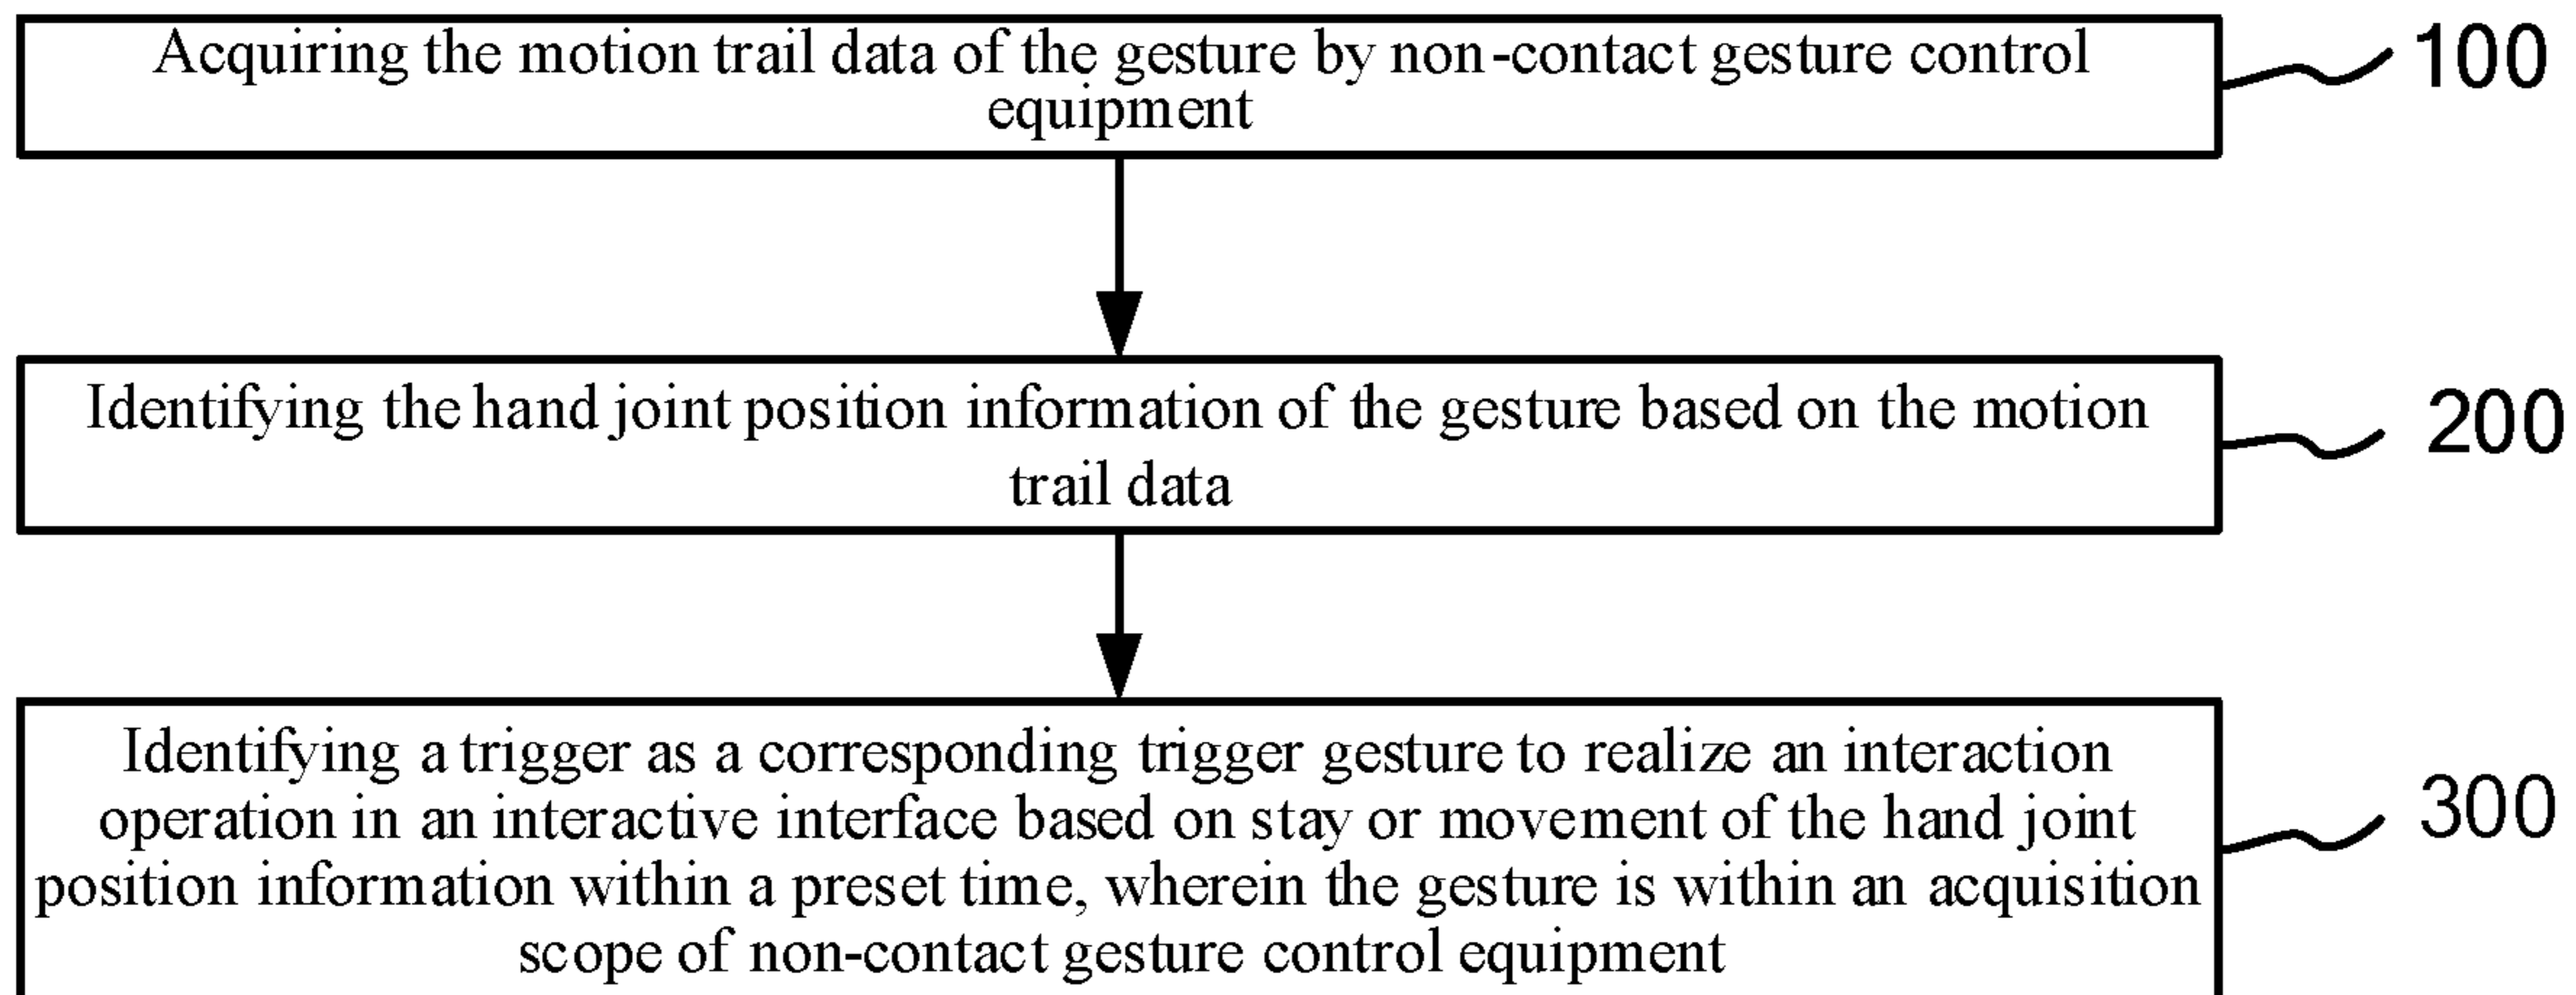 Acquiring the motion trail data of the gesture by non-contact gesture control
equipment
100
Identifying the hand joint position information of the gesture based on the motion
trail data
200
Identifying a trigger as a corresponding trigger gesture to realize an interaction
operation in an interactive interface based on stay or movement of the hand joint
position information within a preset time, wherein the gesture is within an acquisition
scope of non-contact gesture control equipment
300